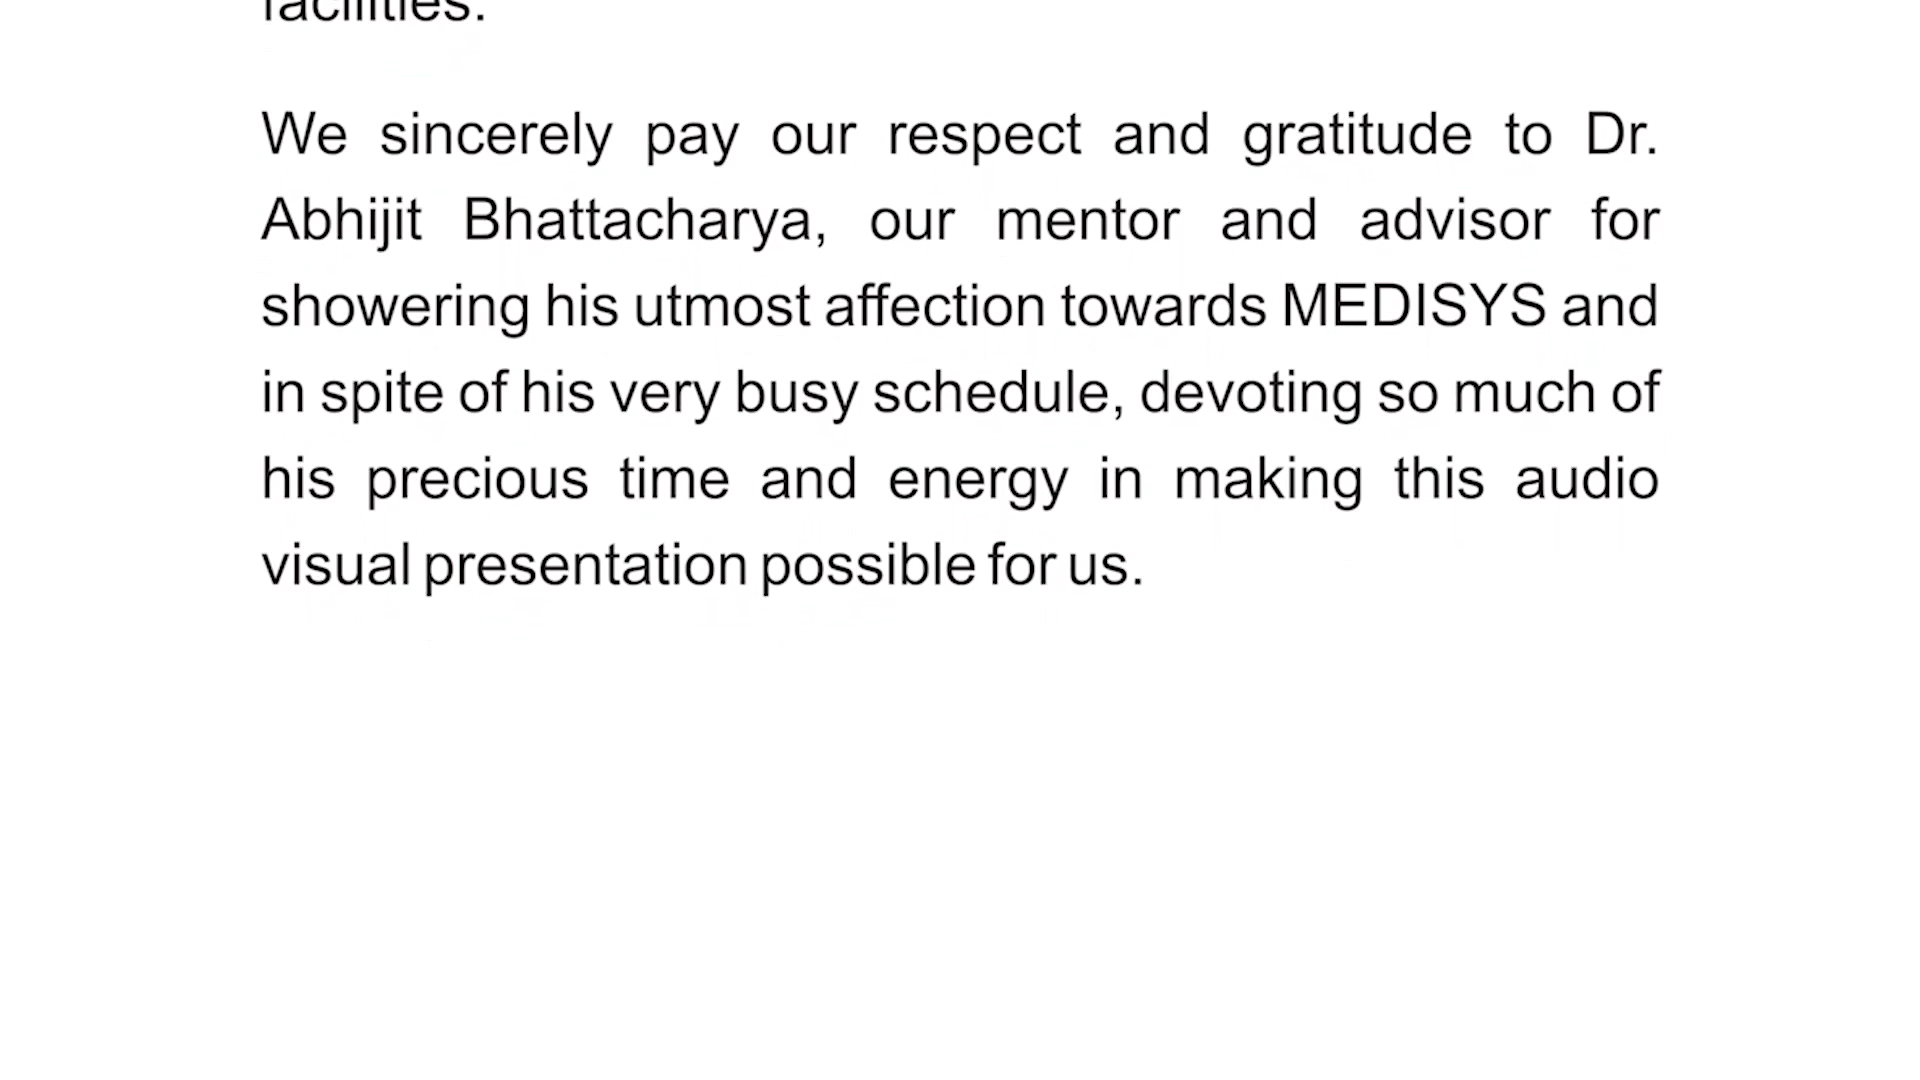 facilities.
We sincerely pay our respect and gratitude to Dr.
Abhijit Bhattacharya, our mentor and advisor for
showering his utmost affection towards MEDISYS and
in spite of his very busy schedule, devoting so much of
his precious time and energy in making this audio
visual presentation possible for us.